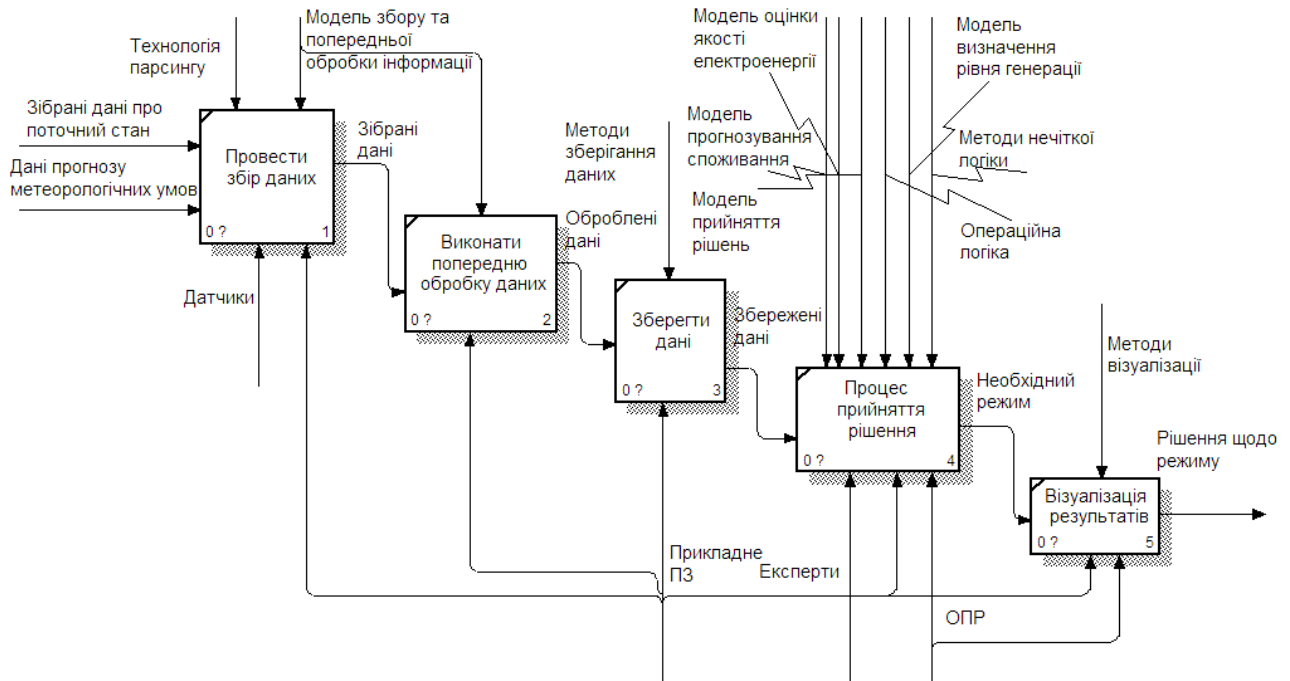 Технологія
парсингу
Модель збору та
попередньої
обробки інформації
Модель оцінки
якості
електроенергії
Модель
визначення
рівня генерації
Зібрані дані про
поточний стан
Дані прогнозу
метеорологічних умов
Провести
збір даних
0 ?
1
Зібрані
дані
Датчики
Методи
зберігання
даних
Модель
прогнозування
споживання
Модель
прийняття
рішень
Методи нечіткої
логіки
Операційна
логіка
Виконати
попередню
обробку даних
0 ?
2
Оброблені
дані
Зберегти
дані
0 ?
3
Збережені
дані
Процес
прийняття
рішення
0 ?
4
Необхідний
режим
Методи
візуалізації
Візуалізація
результатів
0 ?
5
Рішення щодо
режиму
Прикладне
ПЗ
Експерти
ОПР